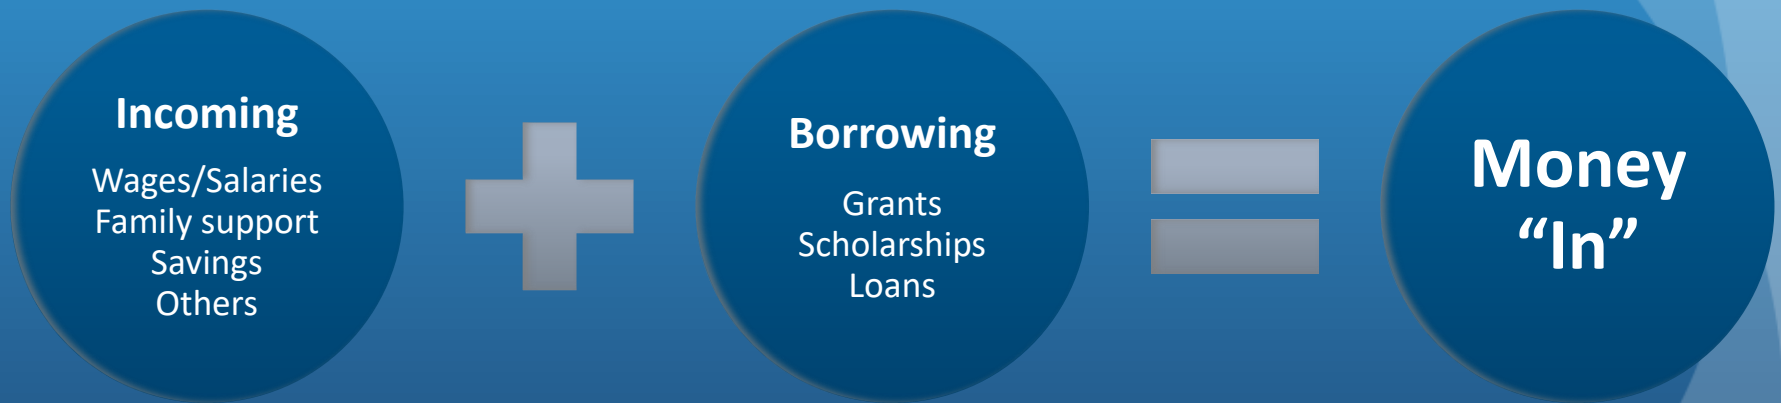 Incoming
Wages/Salaries
Family support
Savings
Others
Borrowing
Grants
Scholarships
Loans
Money
“In”